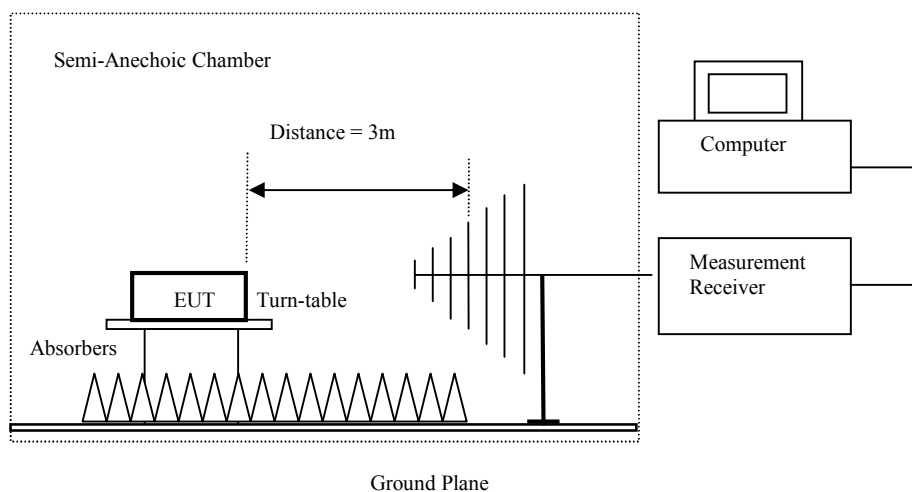 Semi-Anechoic Chamber
Distance = 3m
Computer
Measurement
Receiver
EUT
Turn-table
Absorbers
Ground Plane